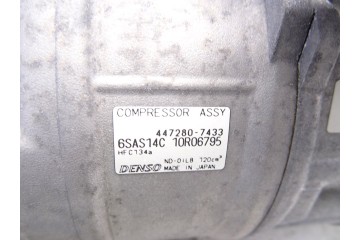 COMPRESSOR ASSY
447280-7433
6SAS14C 10R06795
HFC134a
ND-OIL8 120cm³
DENSO MADE IN JAPAN